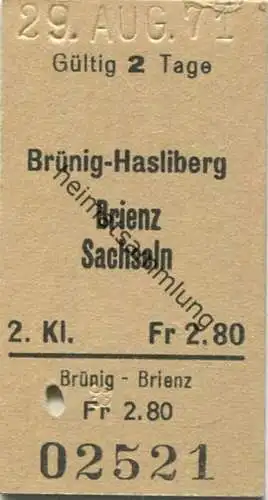 29. AUG. 71
Gültig 2 Tage
Brünig-Hasliberg
Brienz
Sachseln
heimatsammlung.de
2. Kl. Fr 2.80
Brünig - Brienz
Fr 2.80
02521